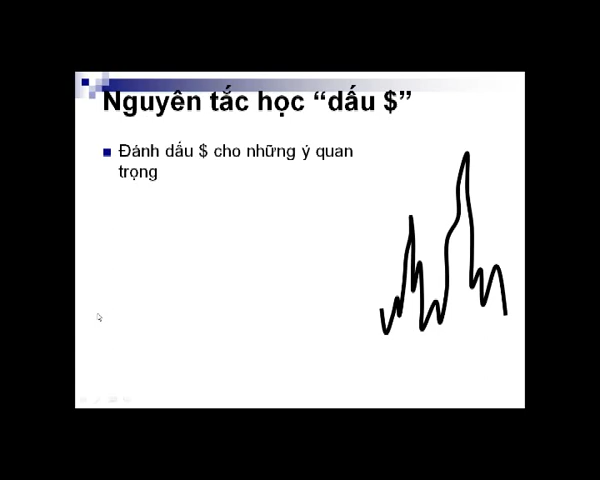 Nguyên tắc học “dấu $”
Đánh dấu $ cho những ý quan
trọng